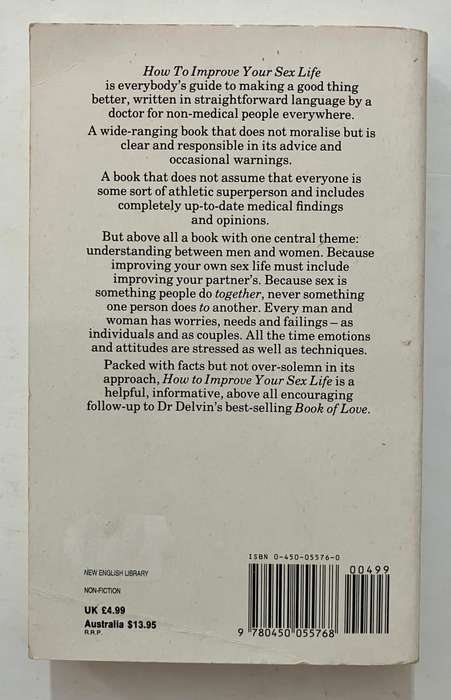 How To Improve Your Sex Life
is everybody's guide to making a good thing
better, written in straightforward language by a
doctor for non-medical people everywhere.
A wide-ranging book that does not moralise but is
clear and responsible in its advice and
occasional warnings.
A book that does not assume that everyone is
some sort of athletic superperson and includes
completely up-to-date medical findings
and opinions.
But above all a book with one central theme:
understanding between men and women. Because
improving your own sex life must include
improving your partner's. Because sex is
something people do together, never something
one person does to another. Every man and
woman has worries, needs and failings – as
individuals and as couples. All the time emotions
and attitudes are stressed as well as techniques.
Packed with facts but not over-solemn in its
approach, How to Improve Your Sex Life is a
helpful, informative, above all encouraging
follow-up to Dr Delvin's best-selling Book of Love.
ISBN 0-450-05576-0
00499
NEW ENGLISH LIBRARY
NON-FICTION
UK £4.99
Australia $13.95
R.R.P.
9 780450 055768